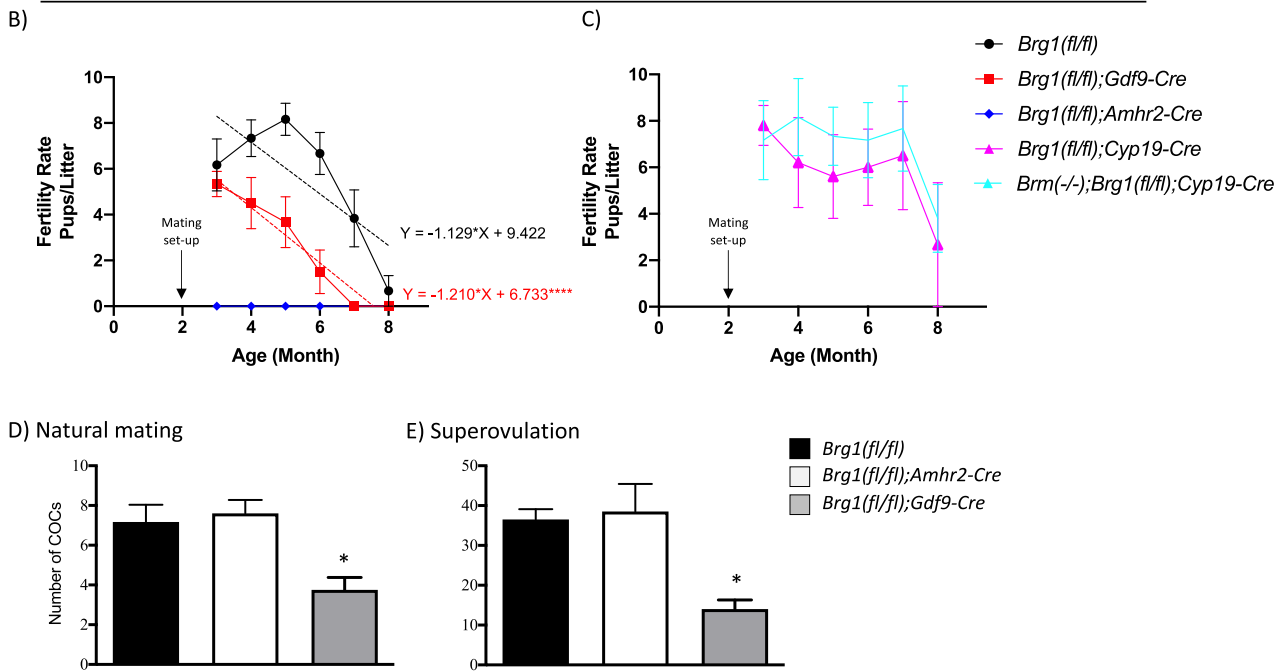 B)
C)
Brg1(fl/fl)
Brg1(fl/fl);Gdf9-Cre
Brg1(fl/fl);Amhr2-Cre
Brg1(fl/fl);Cyp19-Cre
Brm(-/-);Brg1(fl/fl);Cyp19-Cre
Fertility Rate
Pups/Litter
10
8
6
4
2
0
Mating
set-up
Y = -1.129*X + 9.422
Y = -1.210*X + 6.733****
0
2
4
6
8
Age (Month)
Fertility Rate
Pups/Litter
10
8
6
4
2
0
Mating
set-up
0
2
4
6
8
Age (Month)
D) Natural mating
Number of COCs
10
8
6
4
2
0
*
E) Superovulation
50
40
30
20
10
0
*
Brg1(fl/fl)
Brg1(fl/fl);Amhr2-Cre
Brg1(fl/fl);Gdf9-Cre